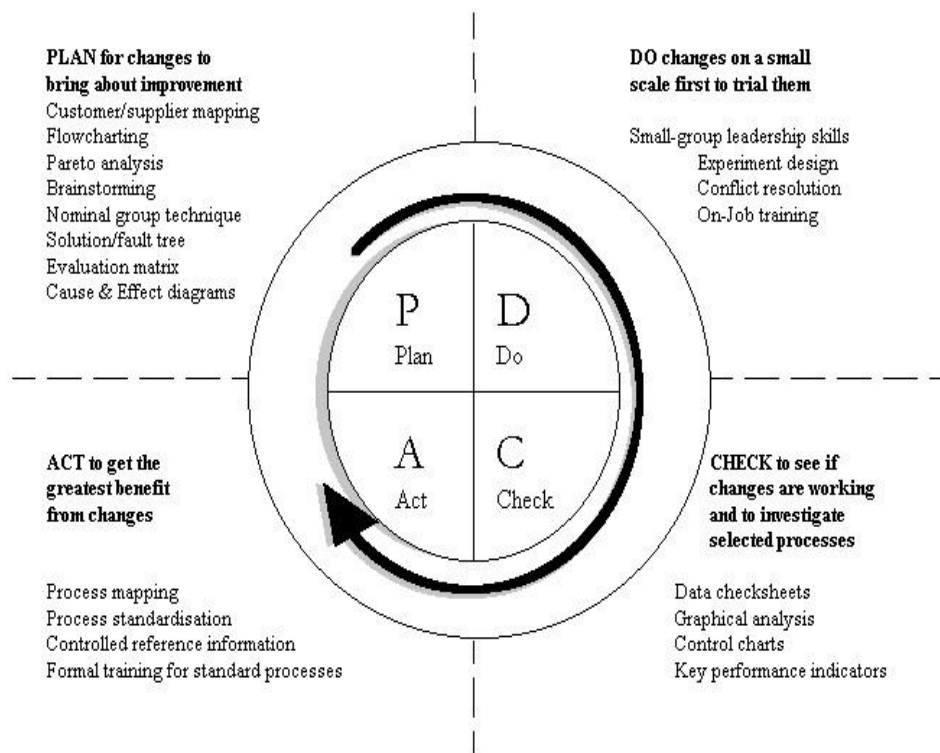 PLAN for changes to
bring about improvement
Customer/supplier mapping
Flowcharting
Pareto analysis
Brainstorming
Nominal group technique
Solution/fault tree
Evaluation matrix
Cause & Effect diagrams
DO changes on a small
scale first to trial them
Small-group leadership skills
Experiment design
Conflict resolution
On-Job training
P
Plan
D
Do
A
Act
C
Check
ACT to get the
greatest benefit
from changes
Process mapping
Process standardisation
Controlled reference information
Formal training for standard processes
CHECK to see if
changes are working
and to investigate
selected processes
Data checksheets
Graphical analysis
Control charts
Key performance indicators